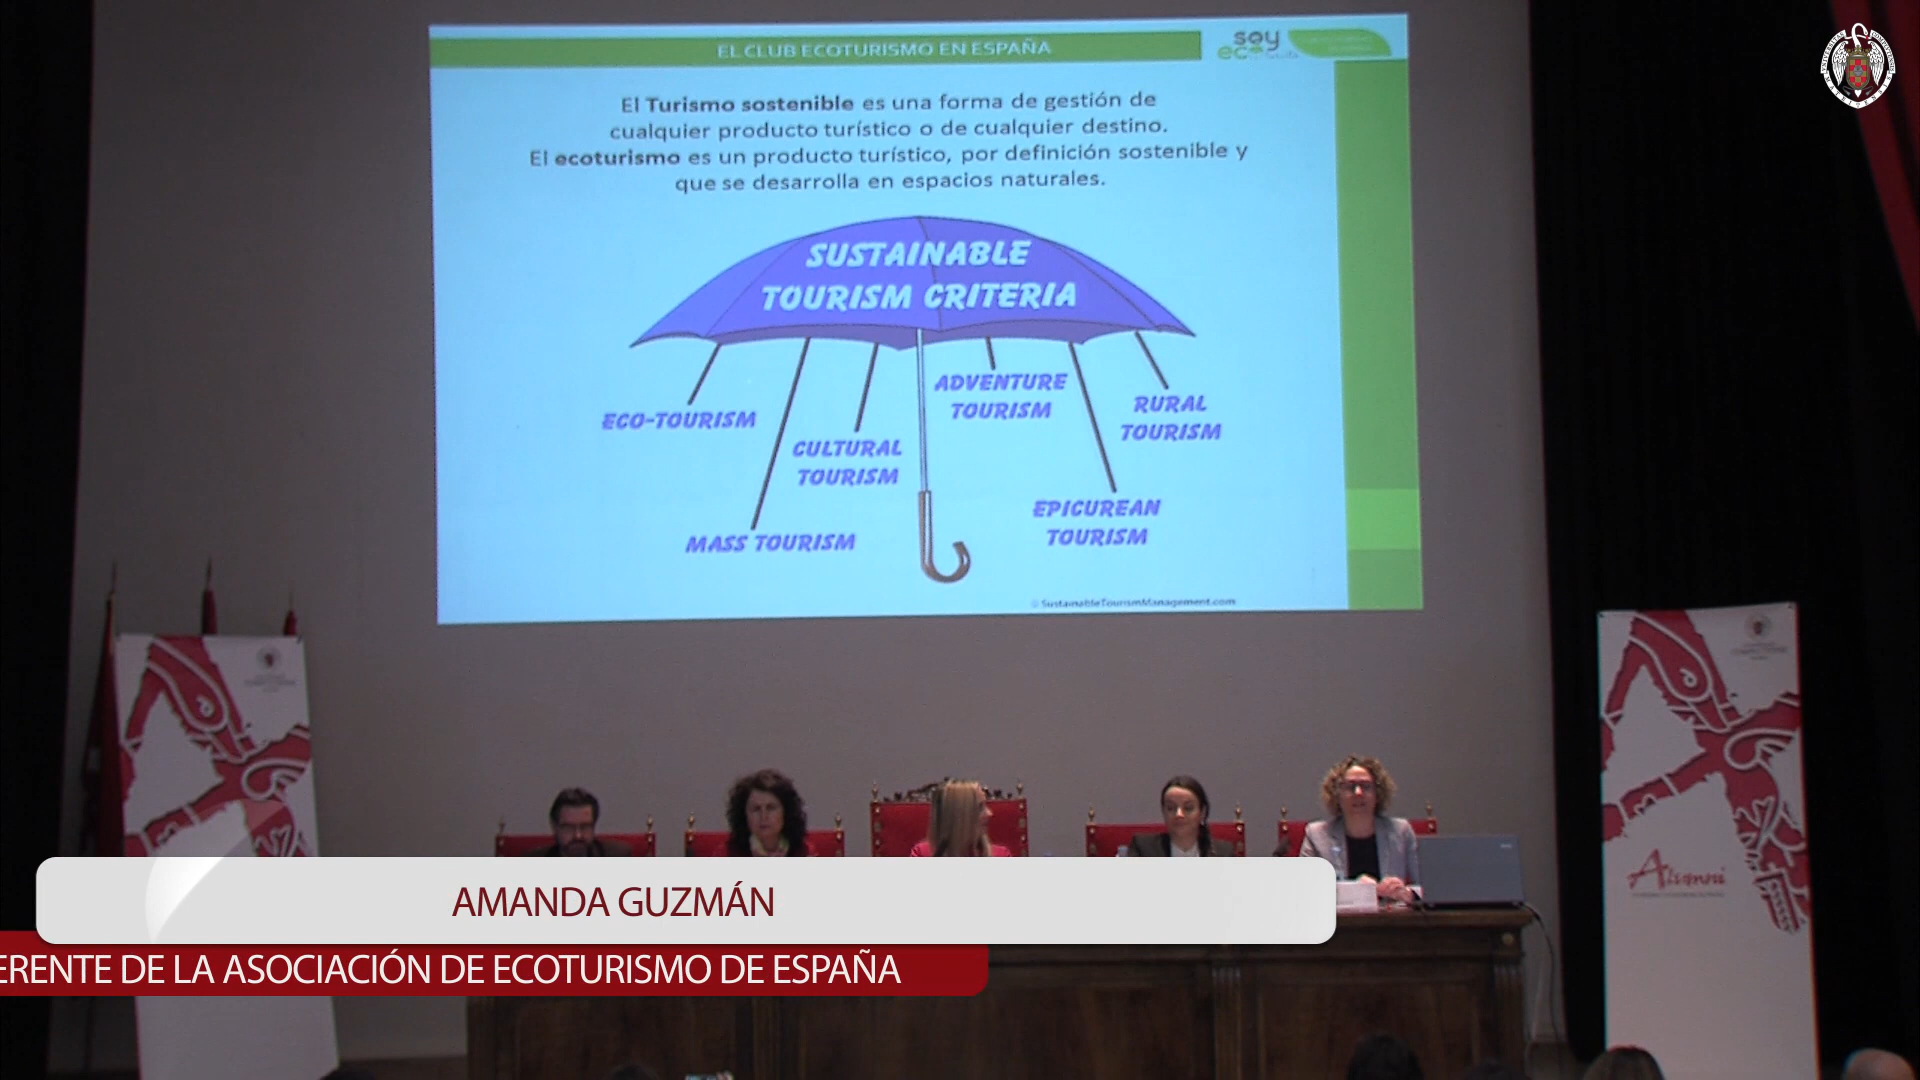 EL CLUB ECOTURISMO EN ESPAÑA
soy
eco
El Turismo sostenible es una forma de gestión de
cualquier producto turístico o de cualquier destino.
El ecoturismo es un producto turístico, por definición sostenible y
que se desarrolla en espacios naturales.
SUSTAINABLE
TOURISM CRITERIA
ECO-TOURISM
MASS TOURISM
CULTURAL
TOURISM
ADVENTURE
TOURISM
EPICUREAN
TOURISM
RURAL
TOURISM
© SustainableTourismManagement.com
Alumni
AMANDA GUZMÁN
ERENTE DE LA ASOCIACIÓN DE ECOTURISMO DE ESPAÑA